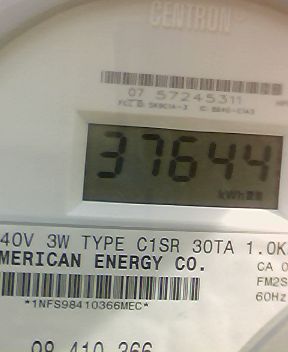 CENTRON®
07 57245311
37644
kWh
40V 3W TYPE C1SR 30TA 1.0K
MERICAN ENERGY CO.
CA 0
FM2S
60Hz
*1NFS98410366MEC*
98 410 366